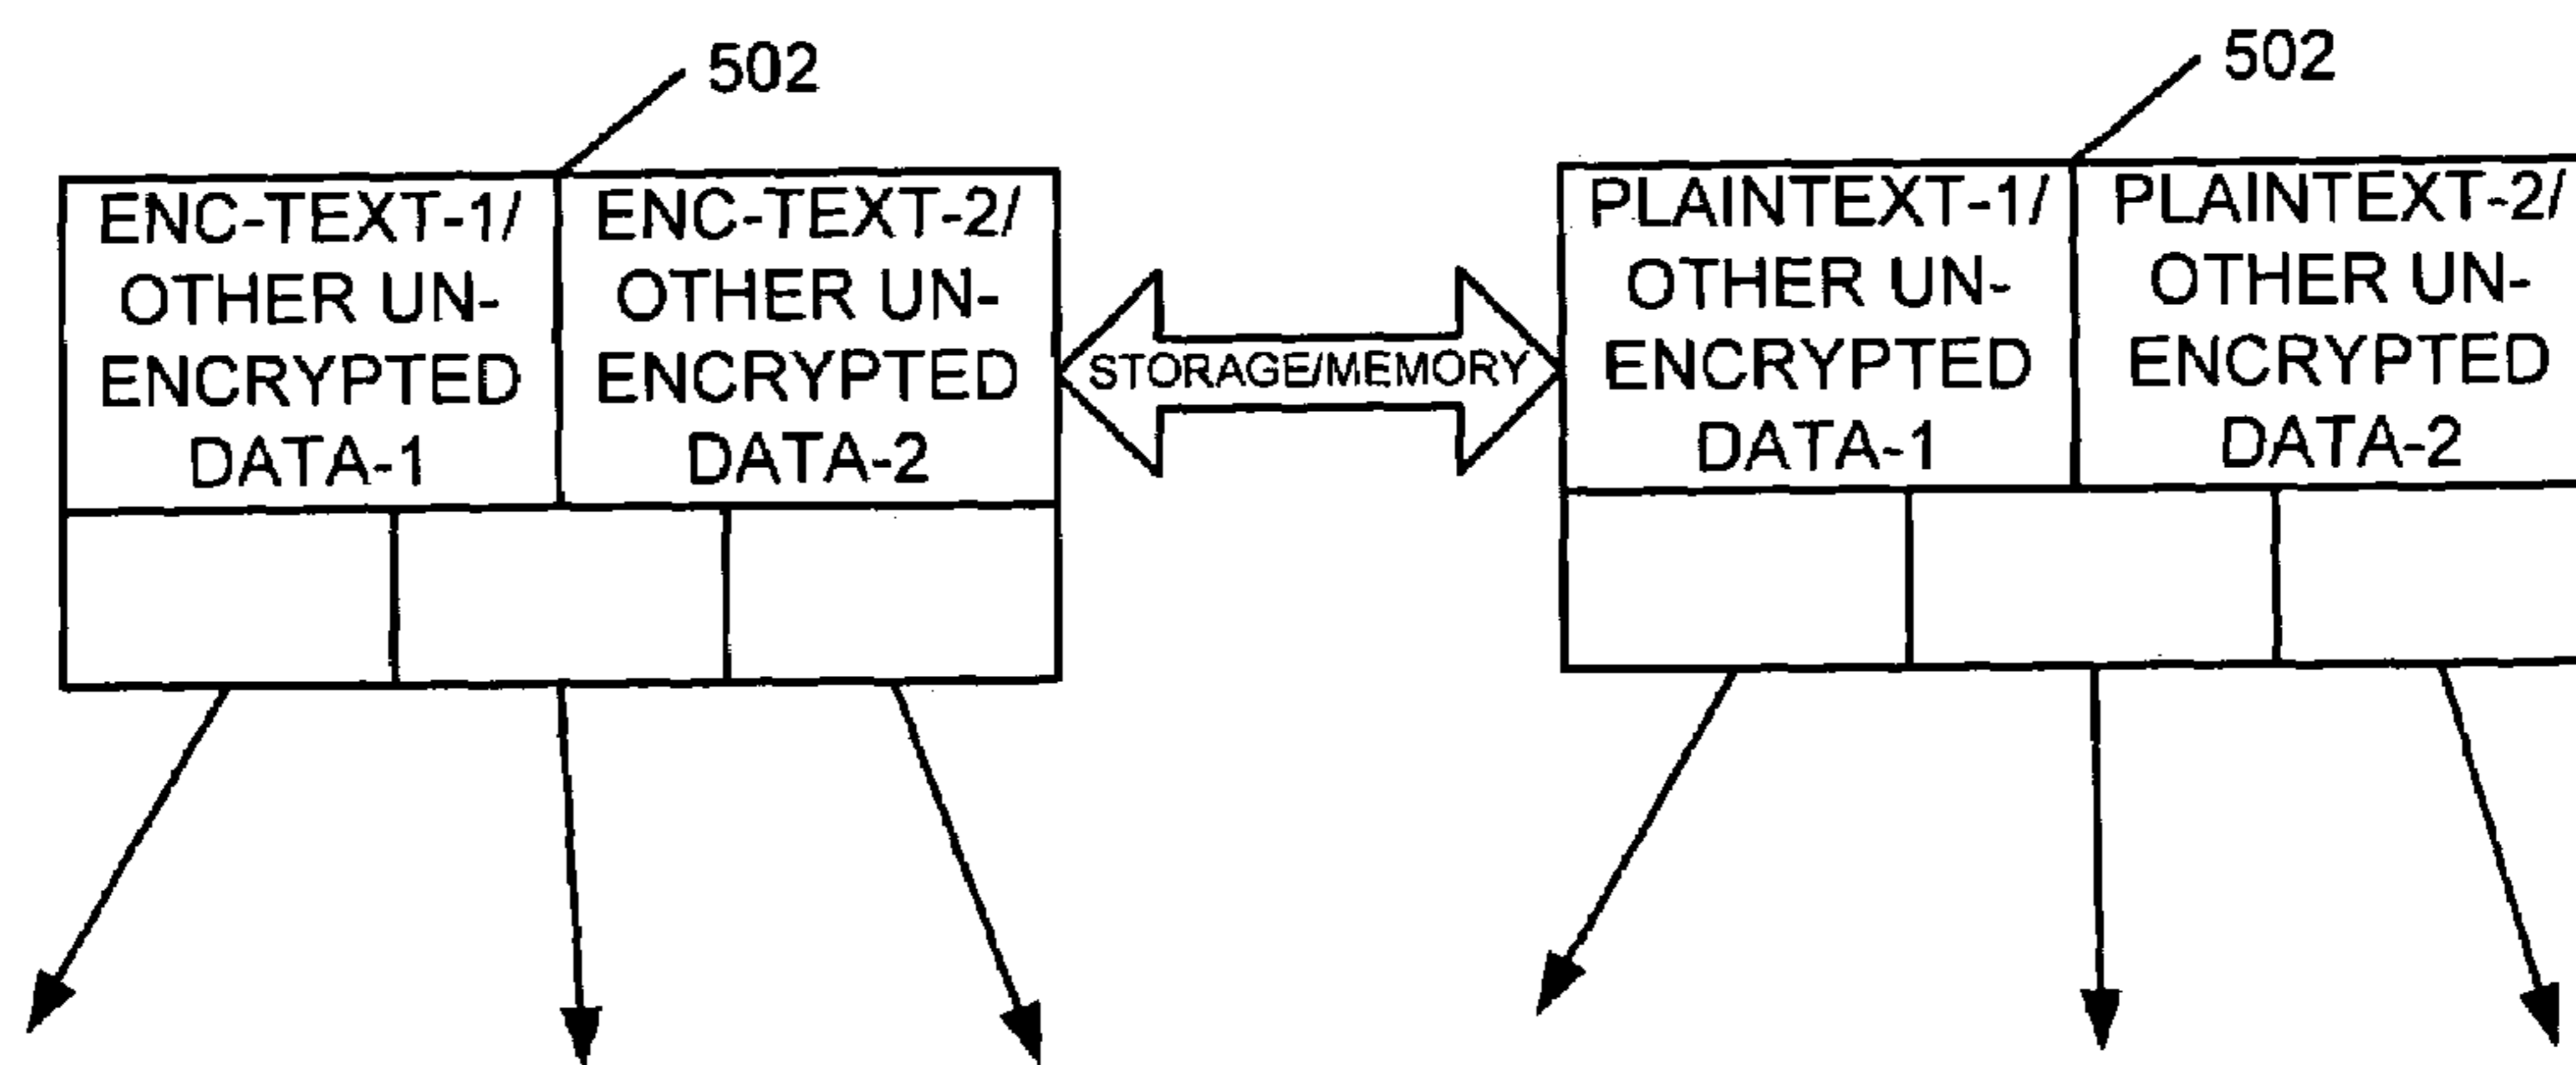 502
502
ENC-TEXT-1/
OTHER UN-
ENCRYPTED
DATA-1
ENC-TEXT-2/
OTHER UN-
ENCRYPTED
DATA-2
STORAGE/MEMORY
PLAINTEXT-1/
OTHER UN-
ENCRYPTED
DATA-1
PLAINTEXT-2/
OTHER UN-
ENCRYPTED
DATA-2